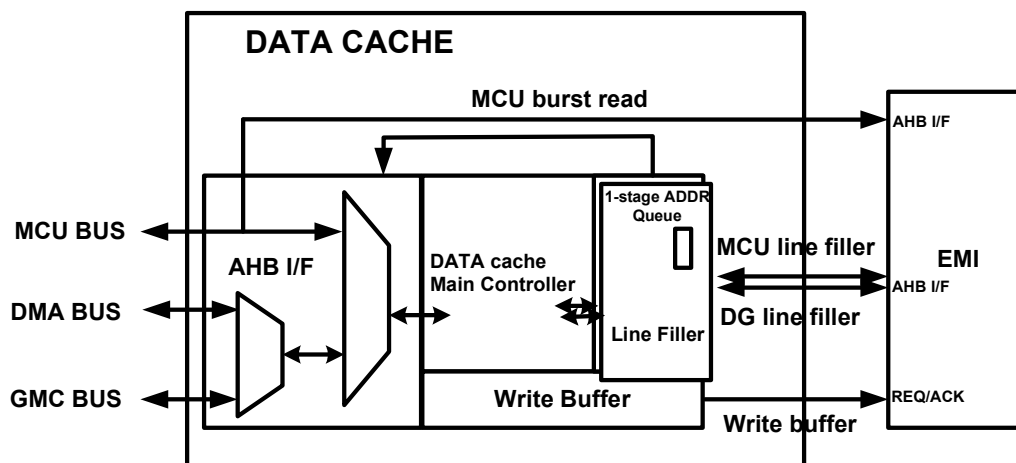 DATA CACHE
MCU burst read
AHB I/F
1-stage ADDR
Queue
MCU BUS
AHB I/F
DATA cache
Main Controller
MCU line filler
EMI
AHB I/F
DMA BUS
DG line filler
Line Filler
GMC BUS
Write Buffer
REQ/ACK
Write buffer